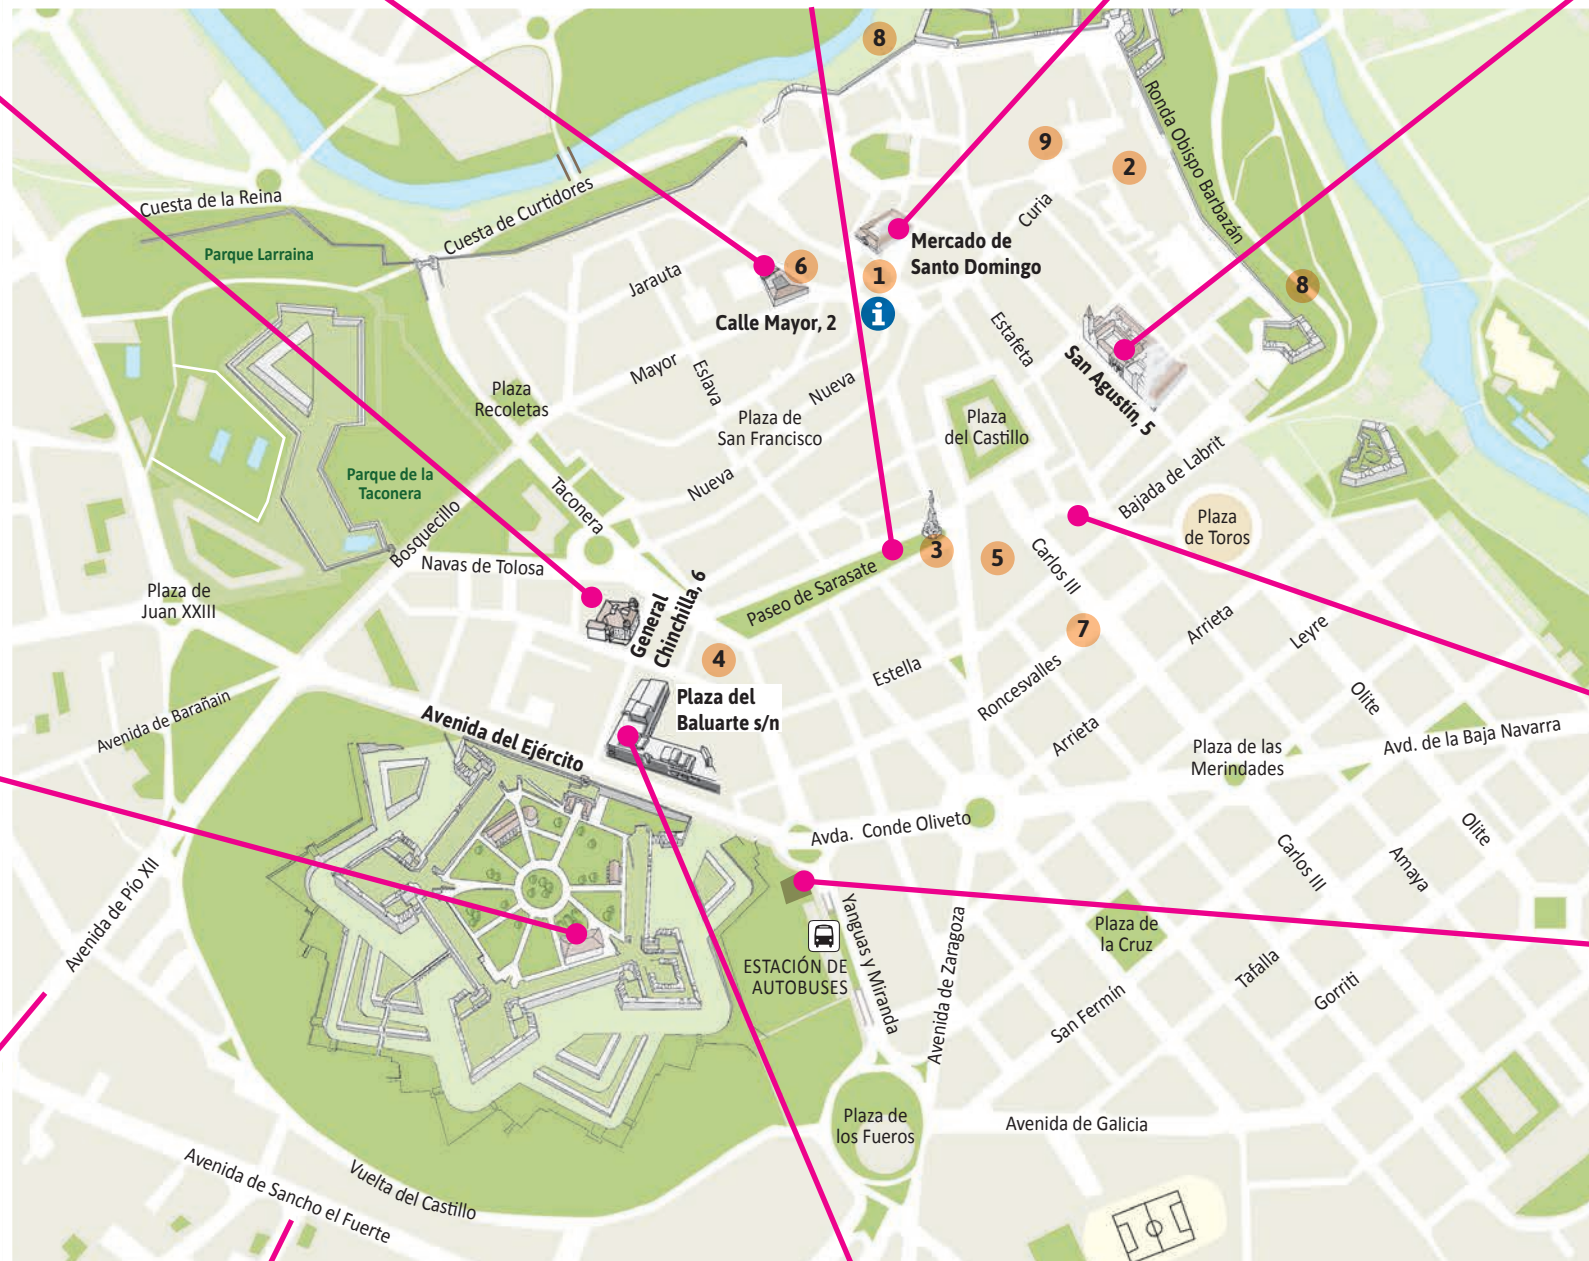 8
Ronda Obispo Barbazán
9
2
Cuesta de la Reina
Cuesta de Curtidores
Curia
Parque Larraina
Mercado de
Santo Domingo
6
1
Jarauta
8
i
Calle Mayor, 2
Estafeta
San Agustín, 5
Mayor
Eslava
Nueva
Plaza
Recoletas
Plaza de
San Francisco
Plaza
del Castillo
Bajada de Labrit
Parque de la
Taconera
Nueva
Taconera
Bosquecillo
Plaza
de Toros
3
5
Carlos III
Navas de Tolosa
Paseo de Sarasate
Plaza de
Juan XXIII
General
Chinchilla, 6
7
Arrieta
Leyre
4
Estella
Roncesvalles
Olite
Plaza del
Baluarte s/n
Avenida de Barañain
Avenida del Ejército
Arrieta
Plaza de las
Merindades
Avd. de la Baja Navarra
Avda. Conde Oliveto
Olite
Carlos III
Amaya
Avenida de Pío XII
Yanguas y Miranda
Avenida de Zaragoza
Plaza de
la Cruz
ESTACIÓN DE
AUTOBUSES
Tafalla
Gorriti
San Fermín
Plaza de
los Fueros
Avenida de Galicia
Vuelta del Castillo
Avenida de Sancho el Fuerte